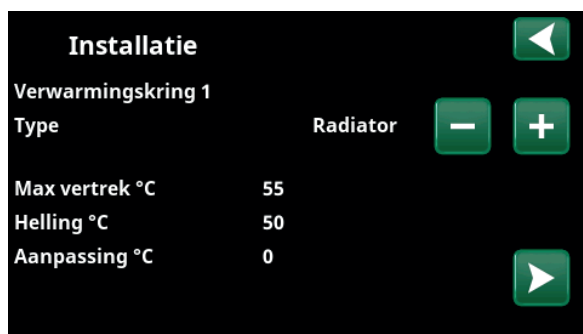 Installatie
Verwarmingskring 1
Type Radiator
Max vertrek °C 55
Helling °C 50
Aanpassing °C 0